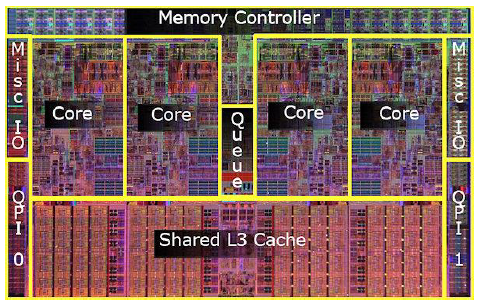 Memory Controller
Misc IO
Core
Core
Queue
Core
Core
Misc IO
QPI 0
Shared L3 Cache
QPI 1